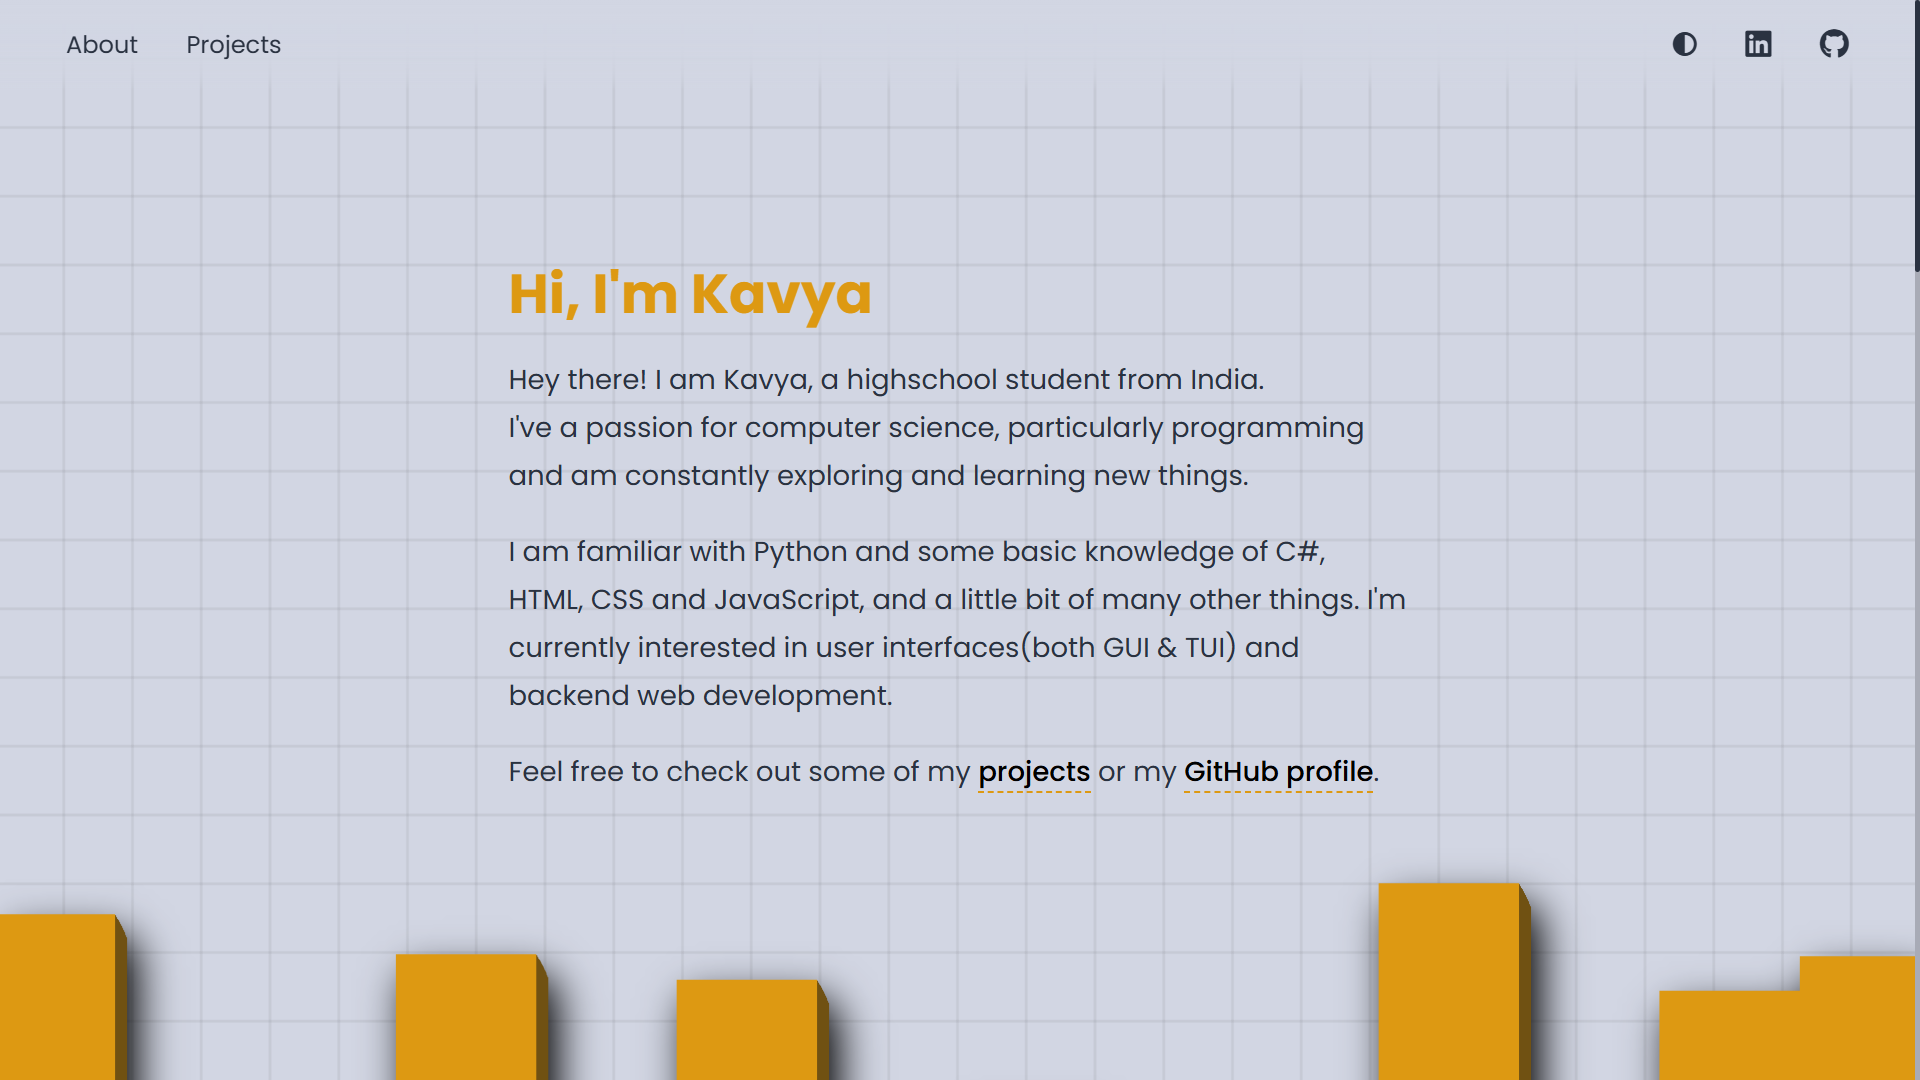 About Projects
Hi, I'm Kavya
Hey there! I am Kavya, a highschool student from India.
I've a passion for computer science, particularly programming
and am constantly exploring and learning new things.
I am familiar with Python and some basic knowledge of C#,
HTML, CSS and JavaScript, and a little bit of many other things. I'm
currently interested in user interfaces(both GUI & TUI) and
backend web development.
Feel free to check out some of my projects or my GitHub profile.